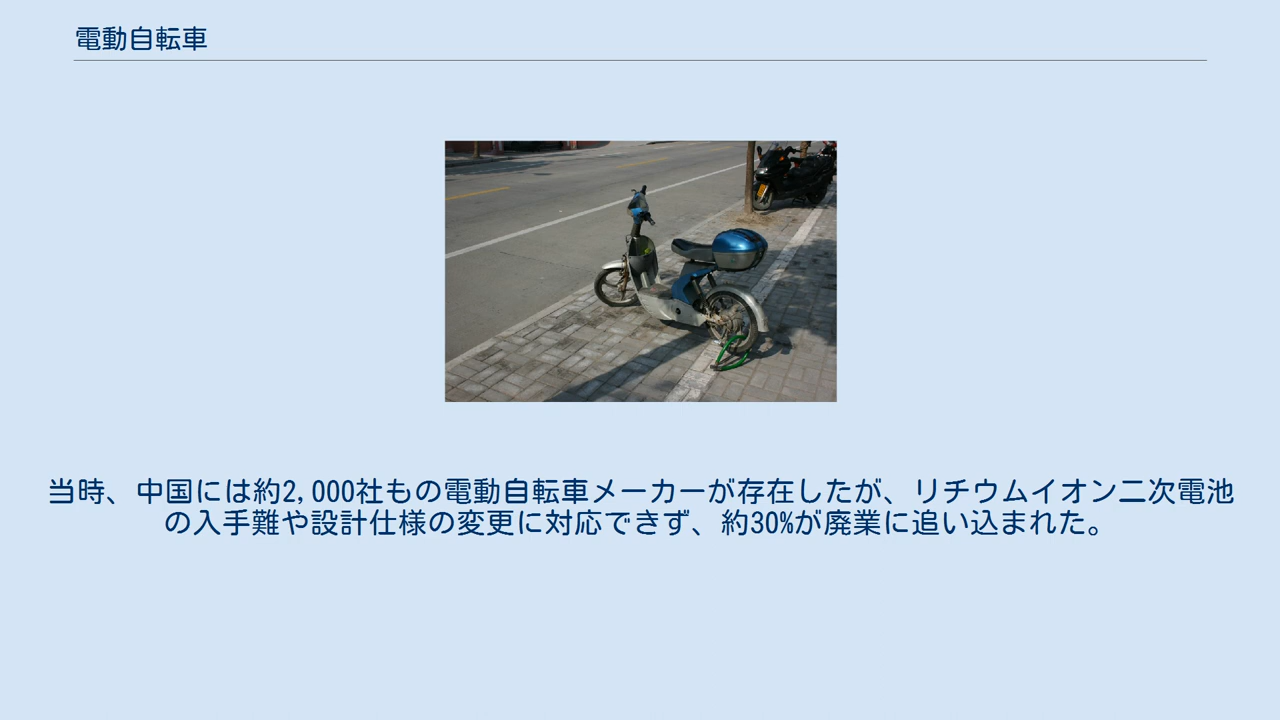 電動自転車
当時、中国には約2,000社もの電動自転車メーカーが存在したが、リチウムイオン二次電池
の入手難や設計仕様の変更に対応できず、約30%が廃業に追い込まれた。